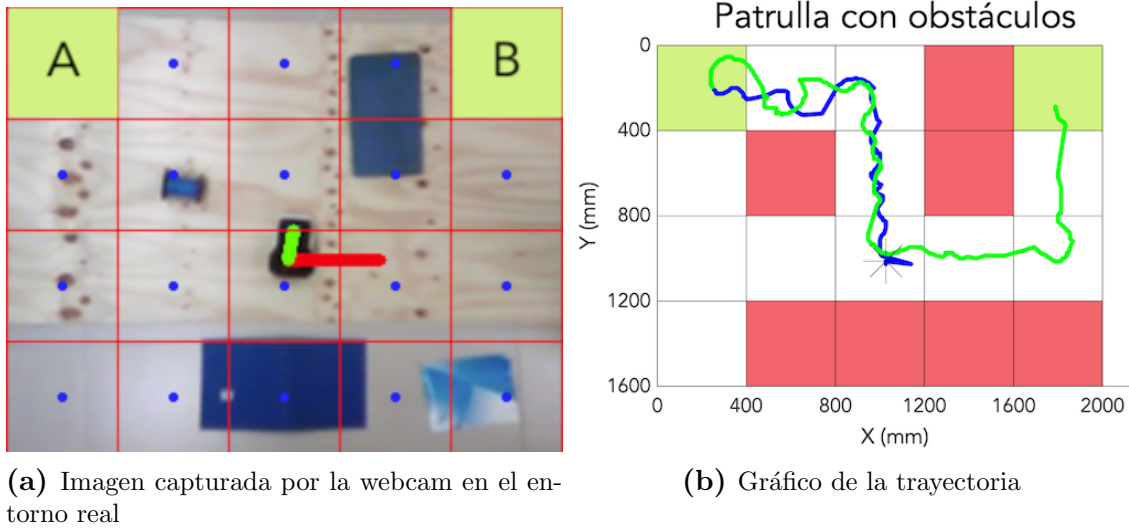 A
B
(a) Imagen capturada por la webcam en el en-
torno real
Patrulla con obstáculos
0
400
800
1200
1600
Y (mm)
0 400 800 1200 1600 2000
X (mm)
(b) Gráfico de la trayectoria